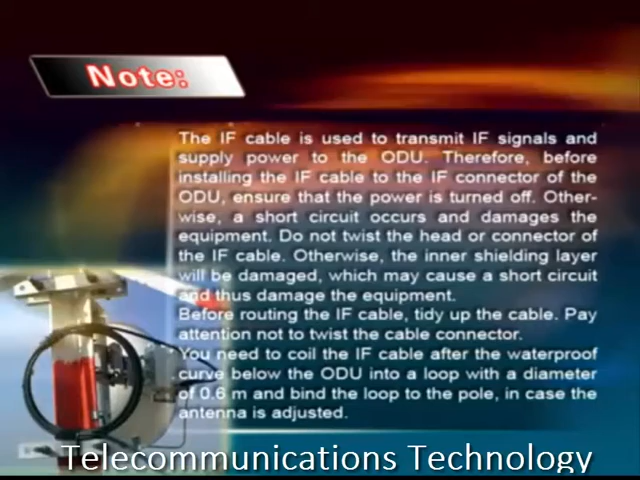 Note:
The IF cable is used to transmit IF signals and
supply power to the ODU. Therefore, before
installing the IF cable to the IF connector of the
ODU, ensure that the power is turned off. Other-
wise, a short circuit occurs and damages the
equipment. Do not twist the head or connector of
the IF cable. Otherwise, the inner shielding layer
will be damaged, which may cause a short circuit
and thus damage the equipment.
Before routing the IF cable, tidy up the cable. Pay
attention not to twist the cable connector.
You need to coil the IF cable after the waterproof
curve below the ODU into a loop with a diameter
of 0.6 m and bind the loop to the pole, in case the
antenna is adjusted.
Telecommunications Technology